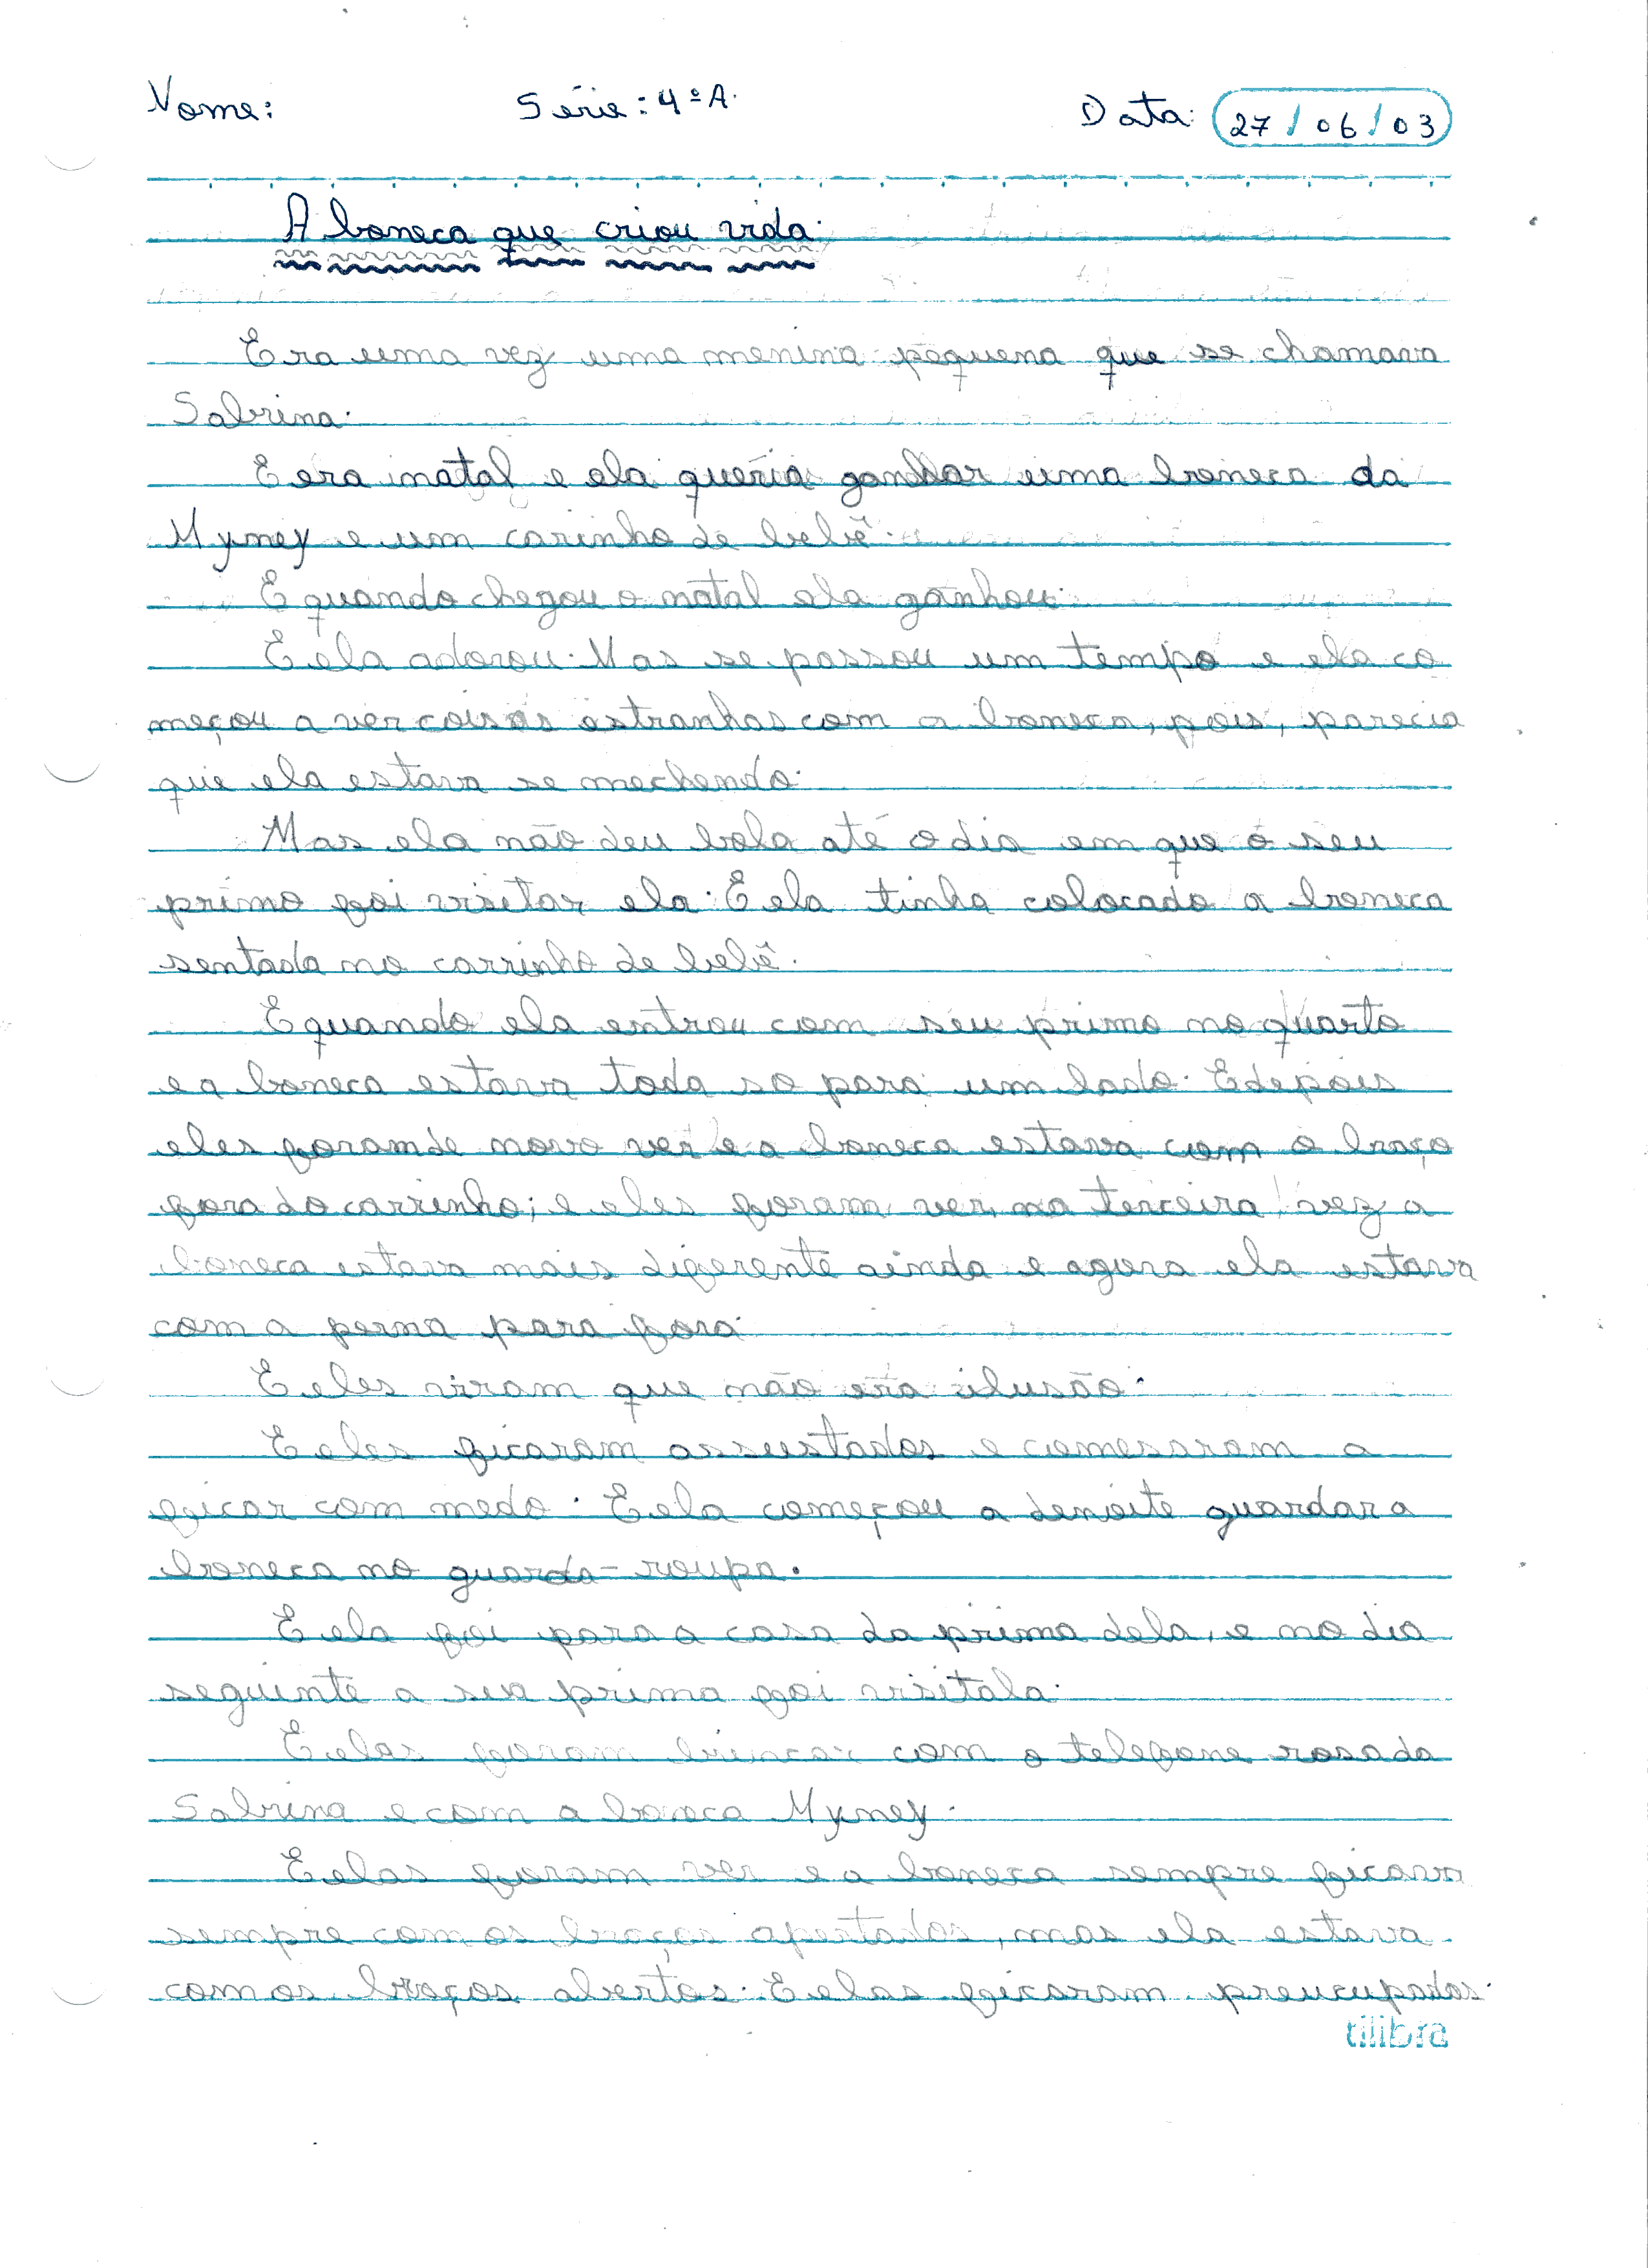 Nome: Série: 4ªA. Data: 27/06/03
A boneca que criou vida.
Era uma vez uma menina pequena que se chamava
Sabrina.
E era natal e ela queria ganhar uma boneca da
Myney e um carinho de bebê.
E quando chegou o natal ela ganhou.
E ela adorou. Mas se passou um tempo e ela co
meçou a ver coisas estranhas com a boneca, pois, parecia
que ela estava se mechendo.
Mas ela não deu bola até o dia em que o seu
primo foi visitar ela. E ela tinha colocado a boneca
sentada no carrinho de bebê.
E quando ela entrou com seu primo no quarto
e a boneca estava toda so para um lado. E depois
eles foram de novo ver e a boneca estava com o braço
fora do carrinho; e eles foram ver, na terceira vez a
boneca estava mais diferente ainda e agora ela estava
com a perna para fora.
E eles viram que não era ilusão.
E eles ficaram assustados e comesaram a
ficar com medo. E ela começou a denoite guardar a
boneca no guarda-roupa.
E ela foi para a casa da prima dela, e no dia
seguinte a sua prima foi visitala.
E elas foram brincar com o telefone rosa da
Sabrina e com a boneca Myney.
E elas foram ver e a boneca sempre ficava
sempre com os braços apertados, mas ela estava
com os braços abertos. E elas ficaram preucupadas.
tilibra